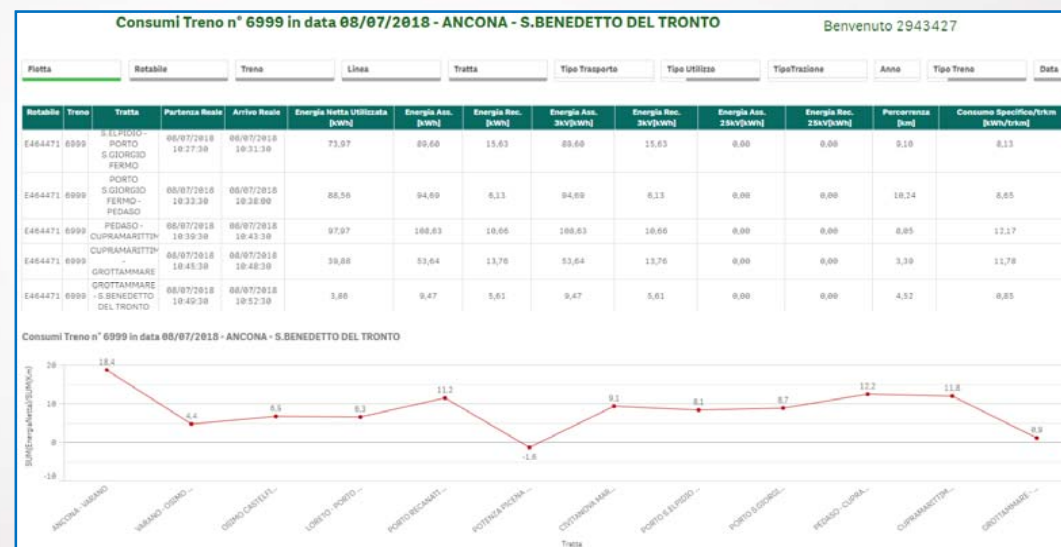 Consumi Treno n° 6999 in data 08/07/2018 - ANCONA - S.BENEDETTO DEL TRONTO
Benvenuto 2943427
Flotta Rotabile Treno Linea Tratta Tipo Trasporto Tipo Utilizzo TipoTrazione Anno Tipo Treno Data
Rotabile Treno Tratta Partenza Reale Arrivo Reale Energia Netta Utilizzata [kWh] Energia Ass. [kWh] Energia Rec. [kWh] Energia Ass. 3kV[kWh] Energia Rec. 3kV[kWh] Energia Ass. 25kV[kWh] Energia Rec. 25kV[kWh] Percorrenza [km] Consumo Specifico/trkm [kWh/trkm]
E464471 6999 S.ELPIDIO - PORTO S.GIORGIO FERMO 08/07/2018 10:27:30 08/07/2018 10:31:30 73,97 89,60 15,63 89,60 15,63 0,00 0,00 9,10 8,13
E464471 6999 PORTO S.GIORGIO FERMO - PEDASO 08/07/2018 10:33:30 08/07/2018 10:38:00 88,56 94,69 6,13 94,69 6,13 0,00 0,00 10,24 8,65
E464471 6999 PEDASO - CUPRAMARITTIM 08/07/2018 10:39:30 08/07/2018 10:43:30 97,97 108,63 10,66 108,63 10,66 0,00 0,00 8,05 12,17
E464471 6999 CUPRAMARITTIM - GROTTAMMARE 08/07/2018 10:45:30 08/07/2018 10:48:30 39,88 53,64 13,76 53,64 13,76 0,00 0,00 3,39 11,78
E464471 6999 GROTTAMMARE - S.BENEDETTO DEL TRONTO 08/07/2018 10:49:30 08/07/2018 10:52:30 3,86 9,47 5,61 9,47 5,61 0,00 0,00 4,52 0,85
Consumi Treno n° 6999 in data 08/07/2018 - ANCONA - S.BENEDETTO DEL TRONTO
SUM(EnergiaNetta)/SUM(Km)
20
10
0
-10
18,4 4,4 6,5 6,3 11,2 -1,6 9,1 8,1 8,7 12,2 11,8 0,9
ANCONA - VARANO
VARANO - OSIMO ...
OSIMO CASTELFI...
LORETO - PORTO ...
PORTO RECANATI ...
POTENZA PICENA ...
CIVITANOVA MAR...
PORTO S.ELPIDIO ...
PORTO S.GIORGI...
PEDASO - CUPRA...
CUPRAMARITTIM...
GROTTAMMARE - ...
Tratta